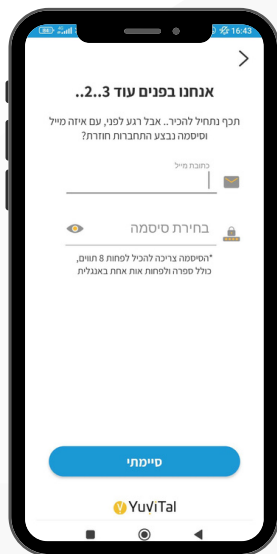 16:43
אנחנו בפנים עוד 3..2..
תכף נתחיל להכיר.. אבל רגע לפני, עם איזה מייל
וסיסמה נבצע התחברות חוזרת?
כתובת מייל
בחירת סיסמה
*הסיסמה צריכה להכיל לפחות 8 תווים,
כולל ספרה ולפחות אות אחת באנגלית
סיימתי
YuViTal